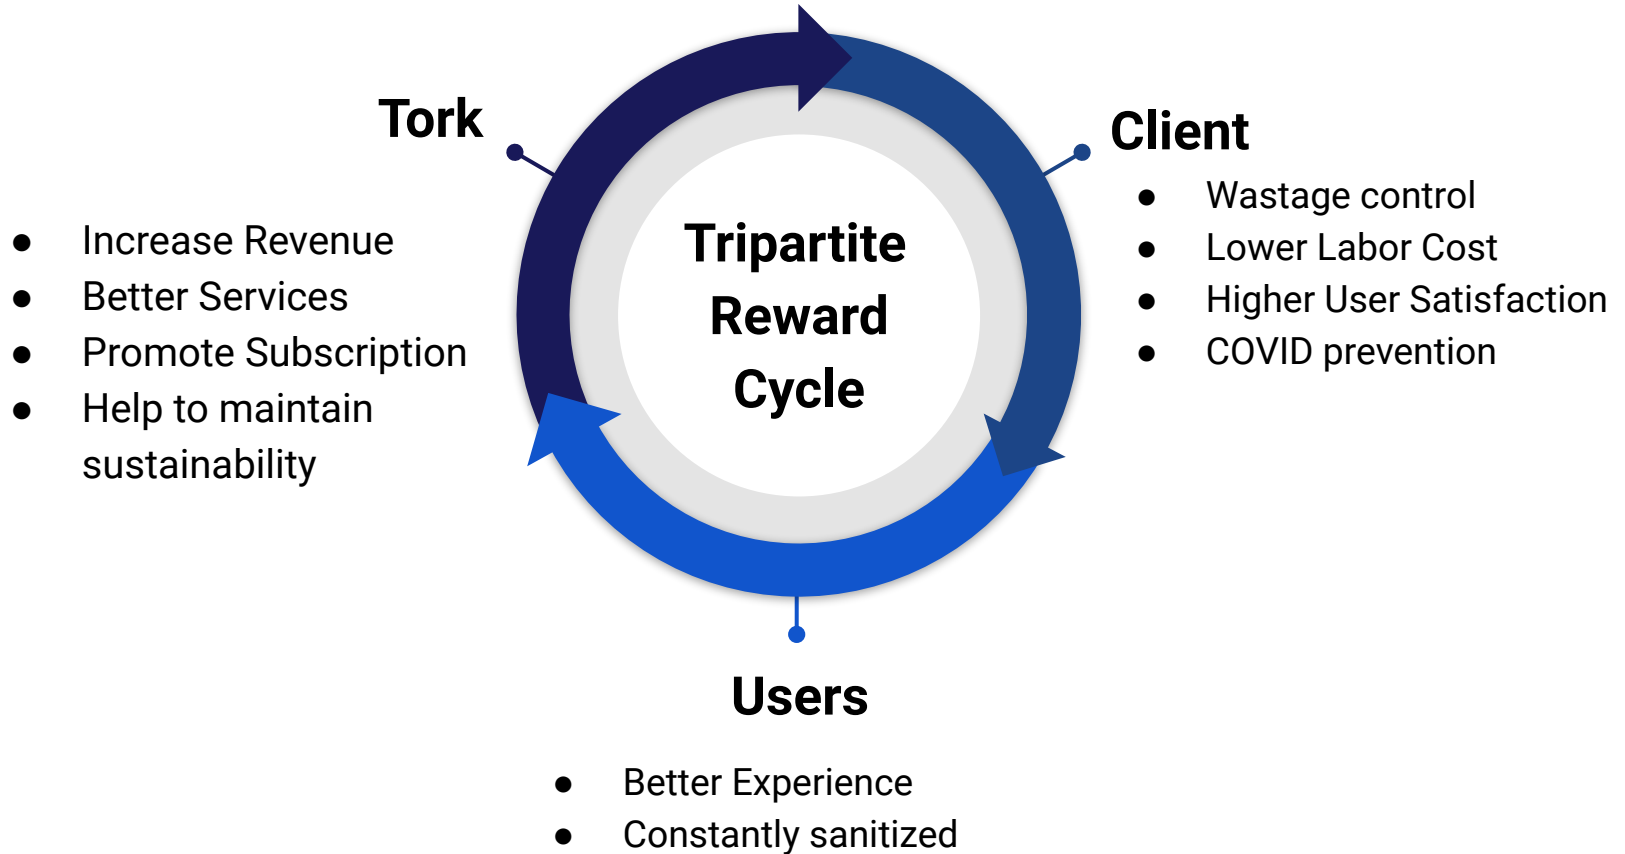 Tork
● Increase Revenue
● Better Services
● Promote Subscription
● Help to maintain
sustainability
Tripartite
Reward
Cycle
Client
● Wastage control
● Lower Labor Cost
● Higher User Satisfaction
● COVID prevention
Users
● Better Experience
● Constantly sanitized